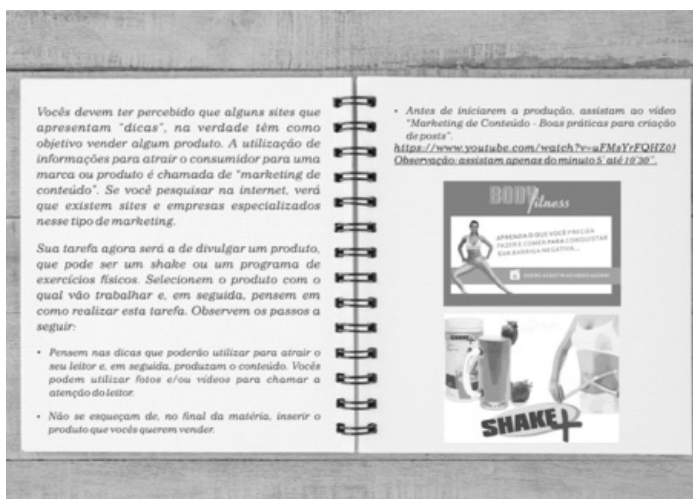 Vocês devem ter percebido que alguns sites que
apresentam "dicas", na verdade têm como
objetivo vender algum produto. A utilização de
informações para atrair o consumidor para uma
marca ou produto é chamada de "marketing de
conteúdo". Se você pesquisar na internet, verá
que existem sites e empresas especializados
nesse tipo de marketing.
Sua tarefa agora será a de divulgar um produto,
que pode ser um shake ou um programa de
exercícios físicos. Selecionem o produto com o
qual vão trabalhar e, em seguida, pensem em
como realizar esta tarefa. Observem os passos a
seguir:
• Pensem nas dicas que poderão utilizar para atrair o
seu leitor e, em seguida, produzam o conteúdo. Vocês
podem utilizar fotos e/ou vídeos para chamar a
atenção do leitor.
• Não se esqueçam de, no final da matéria, inserir o
produto que vocês querem vender.
• Antes de iniciarem a produção, assistam ao vídeo
"Marketing de Conteúdo - Boas práticas para criação
de posts".
https://www.youtube.com/watch?v=uFMsYrFQHZ0)
Observação: assistam apenas do minuto 5' até 10'30".
BODY fitness
APRENDA O QUE VOCÊ PRECISA
FAZER E COMER PARA CONQUISTAR
SUA BARRIGA NEGATIVA...
SHAKE
SHAKE+